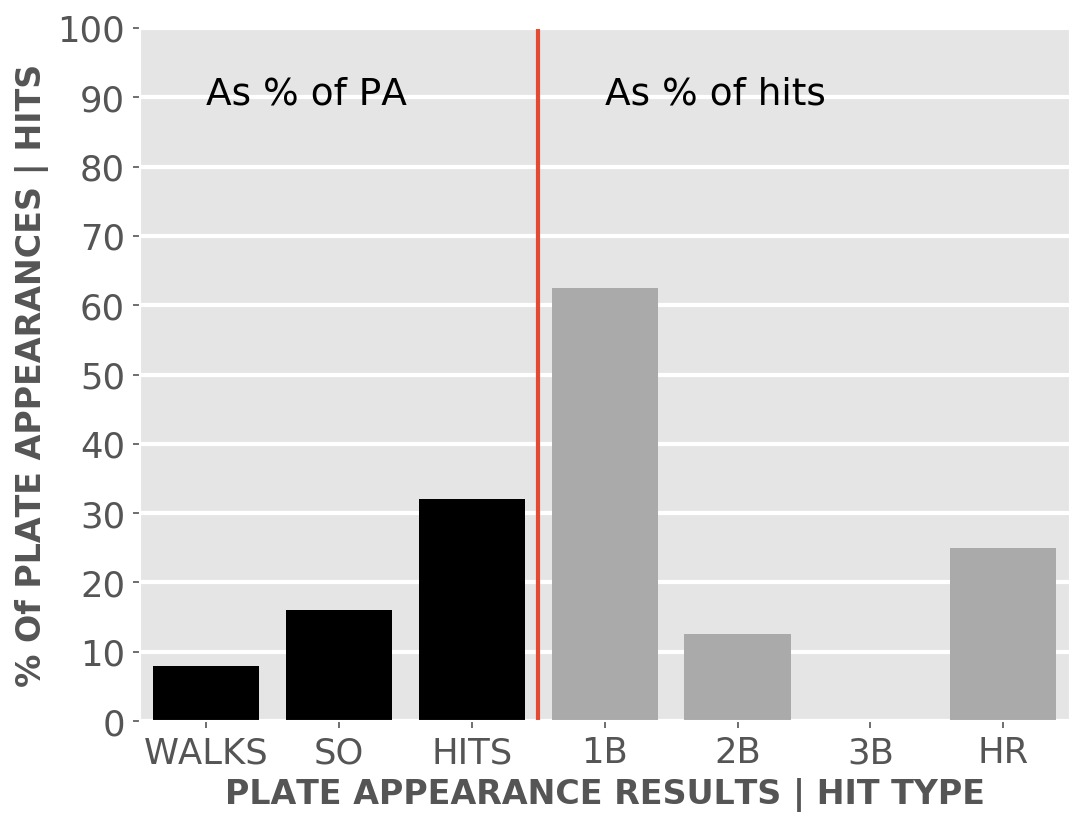 % Of PLATE APPEARANCES | HITS
100
90
80
70
60
50
40
30
20
10
0
As % of PA
As % of hits
WALKS SO HITS 1B 2B 3B HR
PLATE APPEARANCE RESULTS | HIT TYPE